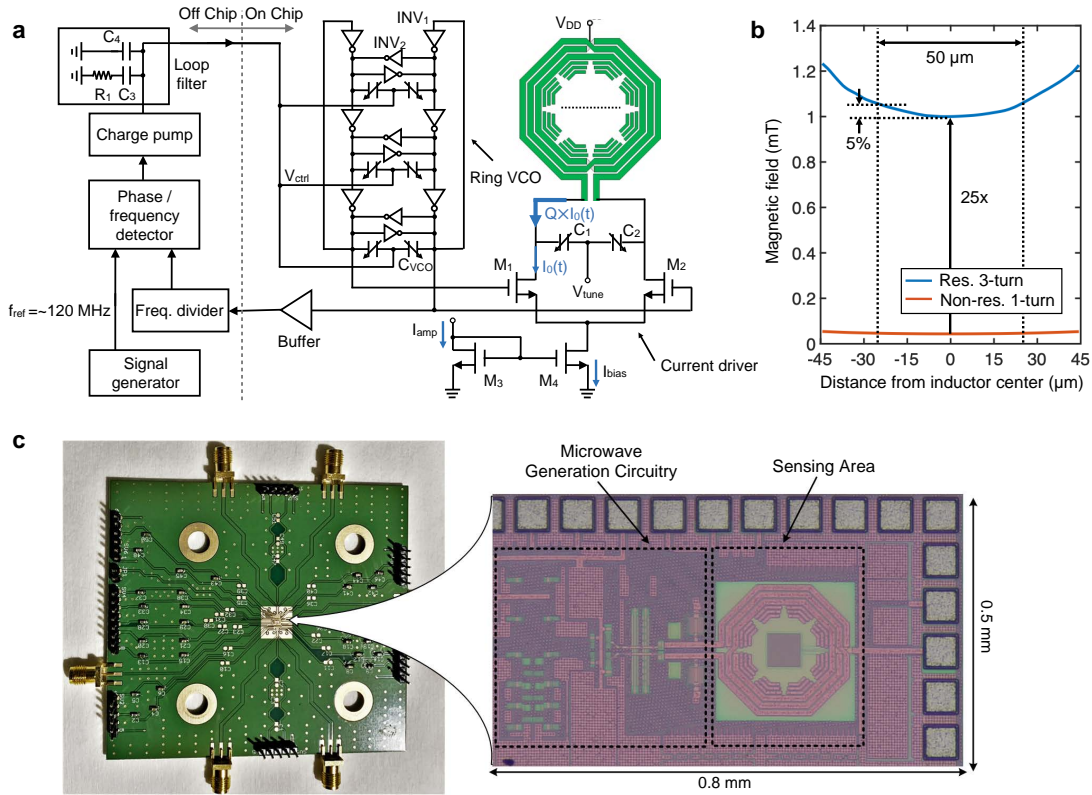 a
Off Chip
On Chip
C4
R1
C3
Loop
filter
Charge pump
Phase /
frequency
detector
fref =~120 MHz
Freq. divider
Signal
generator
Buffer
INV1
INV2
Vctrl
CVCO
Ring VCO
VDD
Q×I0(t)
I0(t)
C1
C2
M1
M2
Vtune
Iamp
M3
M4
Ibias
Current driver
b
Magnetic field (mT)
1.4
1.2
1
0.8
0.6
0.4
0.2
0
50 µm
5%
25x
Res. 3-turn
Non-res. 1-turn
-45
-30
-15
0
15
30
45
Distance from inductor center (µm)
c
Microwave
Generation Circuitry
Sensing Area
0.5 mm
0.8 mm